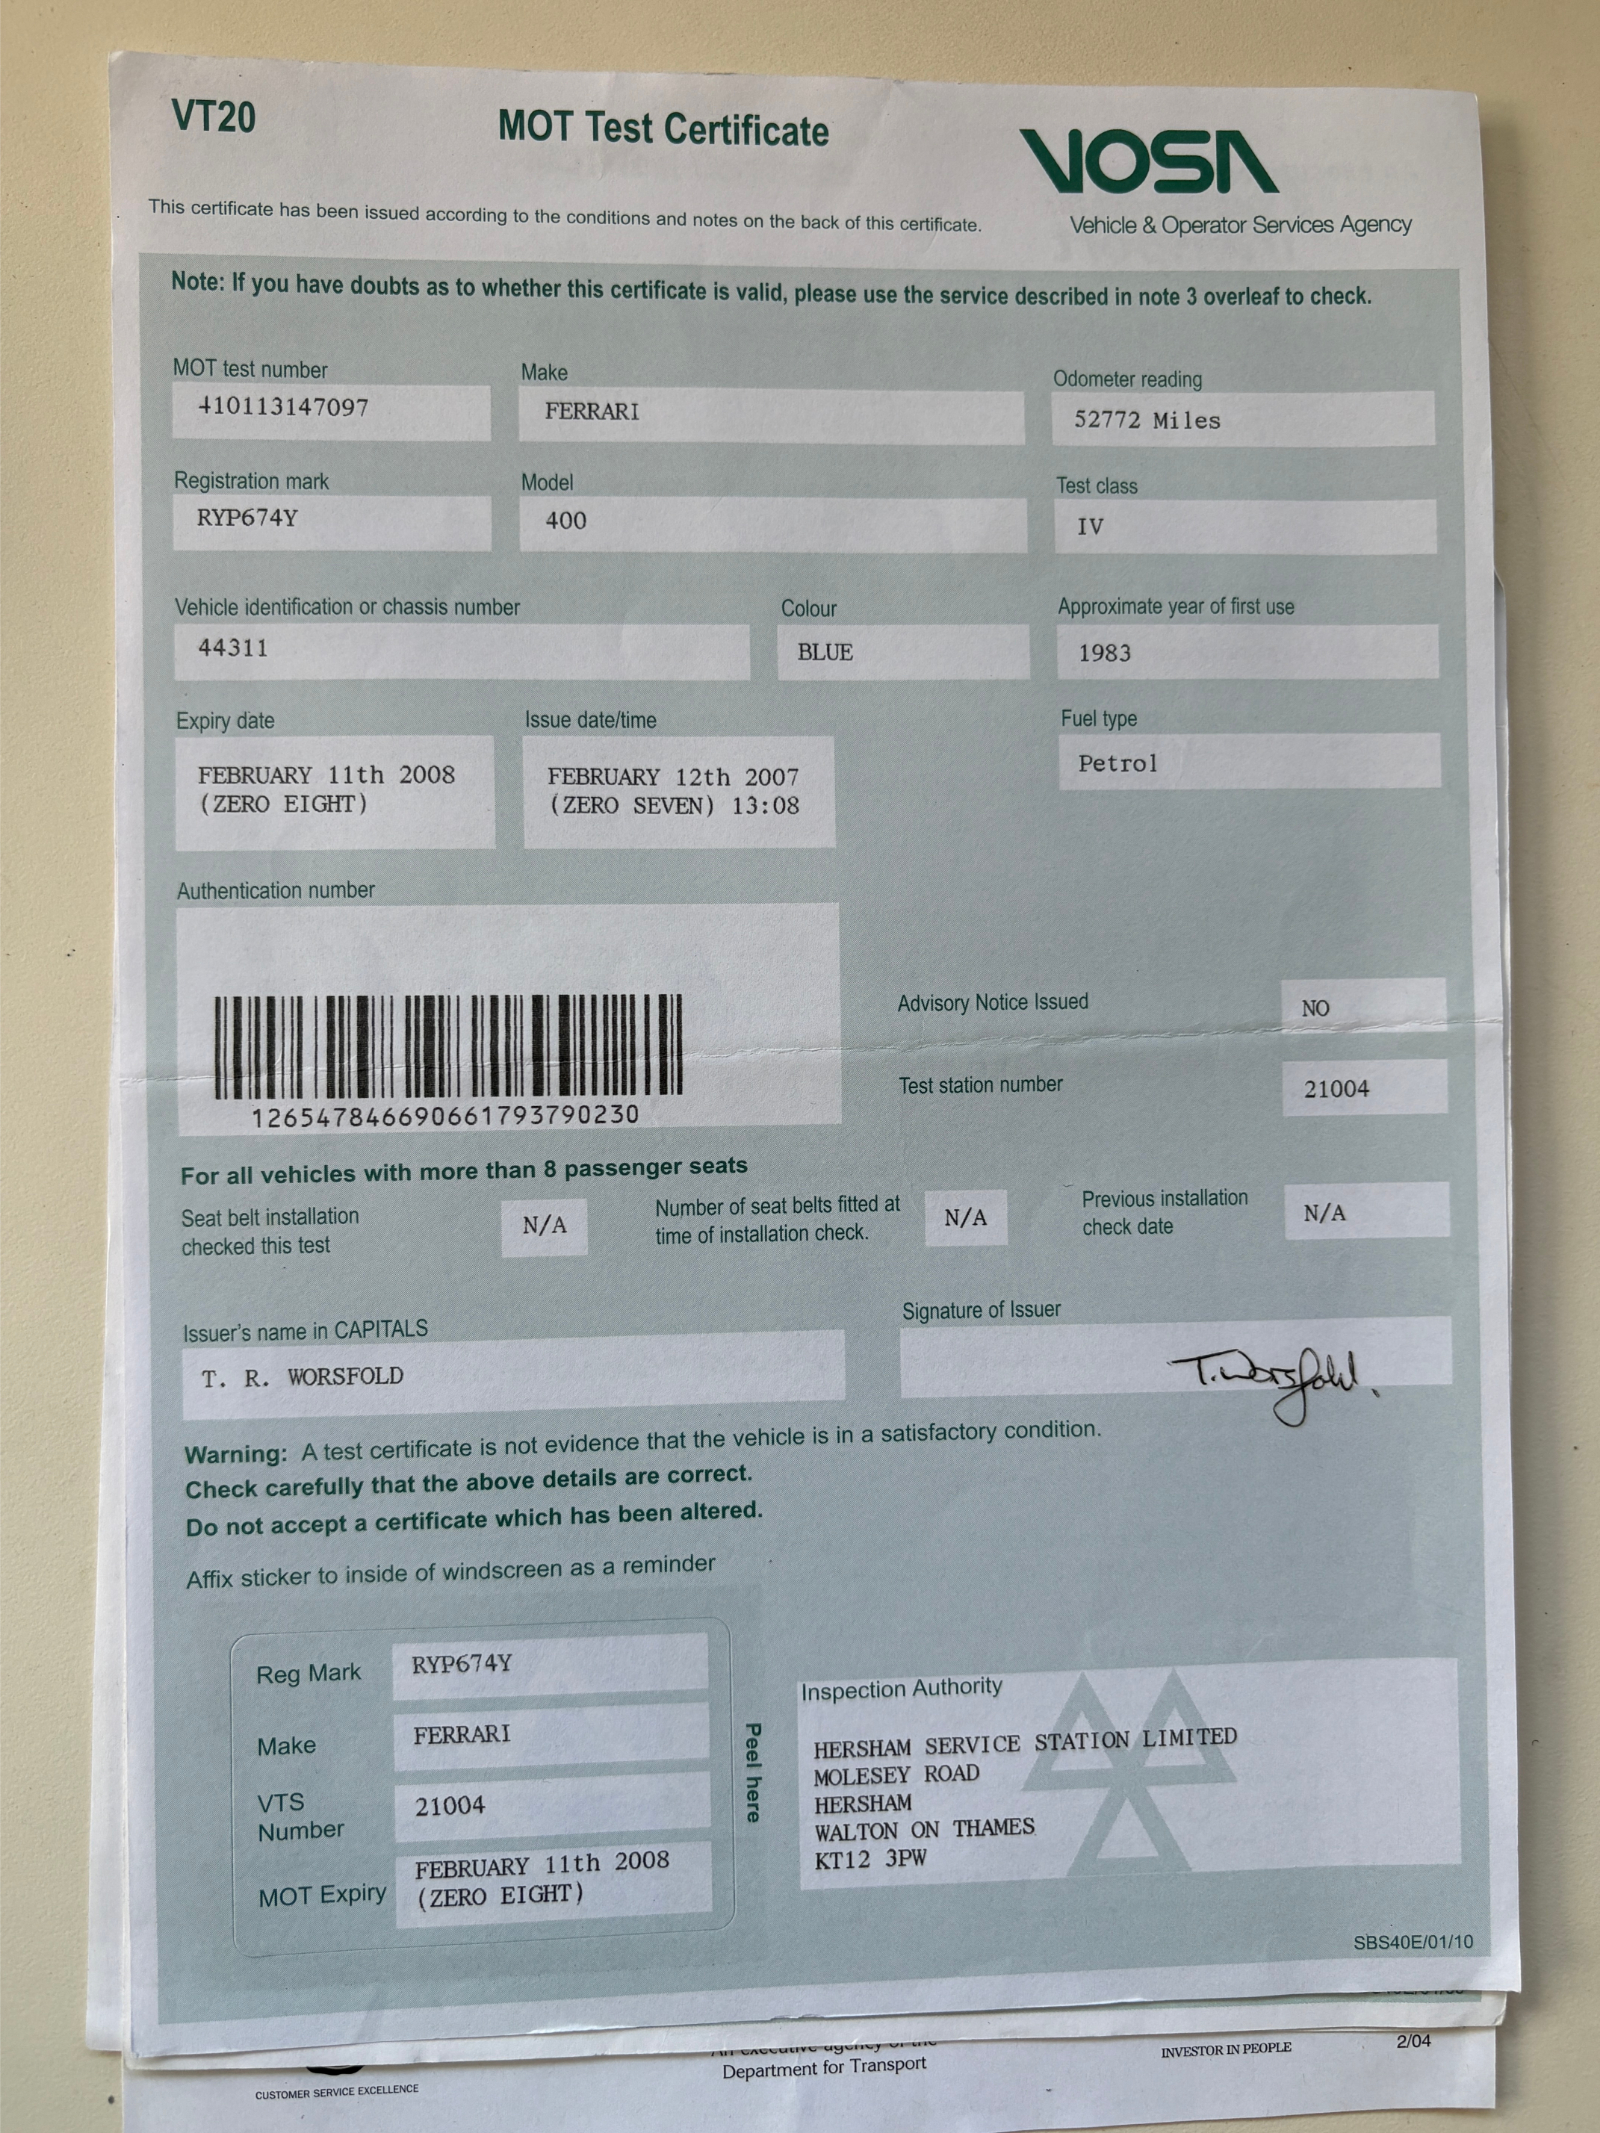 VT20
MOT Test Certificate
VOSA
Vehicle & Operator Services Agency
This certificate has been issued according to the conditions and notes on the back of this certificate.
Note: If you have doubts as to whether this certificate is valid, please use the service described in note 3 overleaf to check.
MOT test number
410113147097
Make
FERRARI
Odometer reading
52772 Miles
Registration mark
RYP674Y
Model
400
Test class
IV
Vehicle identification or chassis number
44311
Colour
BLUE
Approximate year of first use
1983
Expiry date
FEBRUARY 11th 2008
(ZERO EIGHT)
Issue date/time
FEBRUARY 12th 2007
(ZERO SEVEN) 13:08
Fuel type
Petrol
Authentication number
126547846690661793790230
Advisory Notice Issued
NO
Test station number
21004
For all vehicles with more than 8 passenger seats
Seat belt installation
checked this test
N/A
Number of seat belts fitted at
time of installation check.
N/A
Previous installation
check date
N/A
Issuer's name in CAPITALS
T. R. WORSFOLD
Signature of Issuer
T. Worsfold.
Warning: A test certificate is not evidence that the vehicle is in a satisfactory condition.
Check carefully that the above details are correct.
Do not accept a certificate which has been altered.
Affix sticker to inside of windscreen as a reminder
Reg Mark
RYP674Y
Make
FERRARI
VTS
Number
21004
MOT Expiry
FEBRUARY 11th 2008
(ZERO EIGHT)
Peel here
Inspection Authority
HERSHAM SERVICE STATION LIMITED
MOLESEY ROAD
HERSHAM
WALTON ON THAMES
KT12 3PW
SBS40E/01/10
CUSTOMER SERVICE EXCELLENCE
An executive agency of the
Department for Transport
INVESTOR IN PEOPLE
2/04